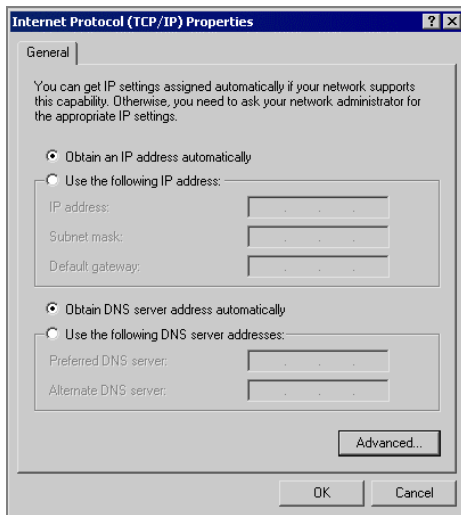 Internet Protocol (TCP/IP) Properties
General
You can get IP settings assigned automatically if your network supports
this capability. Otherwise, you need to ask your network administrator for
the appropriate IP settings.
Obtain an IP address automatically
Use the following IP address:
IP address:
Subnet mask:
Default gateway:
Obtain DNS server address automatically
Use the following DNS server addresses:
Preferred DNS server:
Alternate DNS server:
Advanced...
OK Cancel